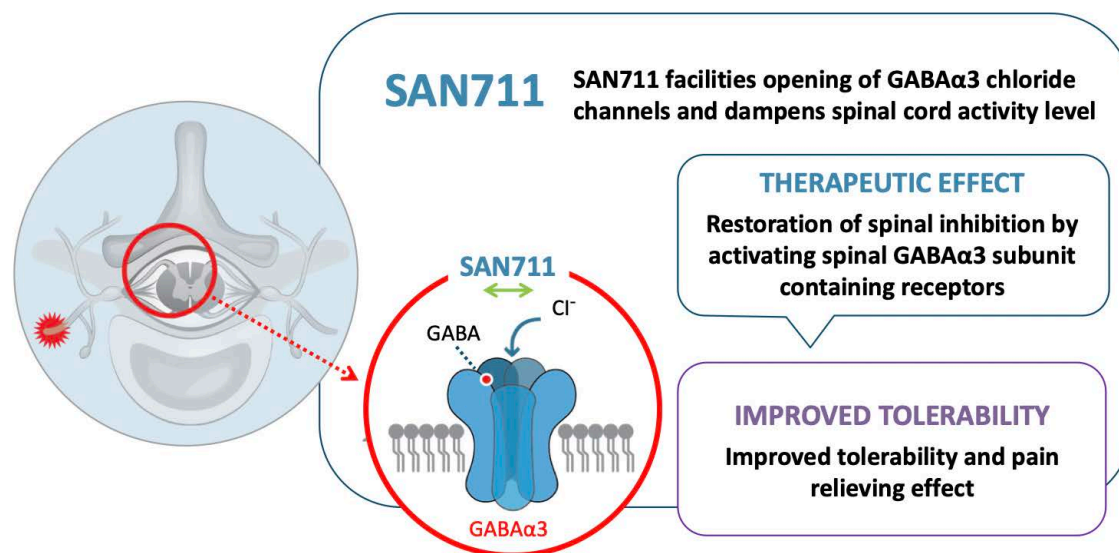 SAN711
SAN711 facilities opening of GABAα3 chloride
channels and dampens spinal cord activity level
THERAPEUTIC EFFECT
Restoration of spinal inhibition by
activating spinal GABAα3 subunit
containing receptors
SAN711
Cl⁻
GABA
GABAα3
IMPROVED TOLERABILITY
Improved tolerability and pain
relieving effect